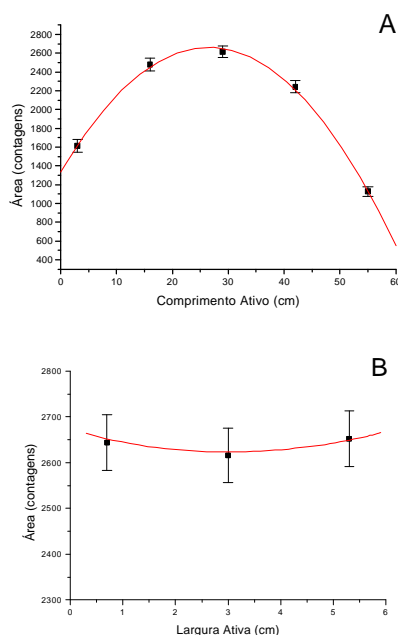 A
Área (contagens)
2800
2600
2400
2200
2000
1800
1600
1400
1200
1000
800
600
400
0 10 20 30 40 50 60
Comprimento Ativo (cm)
B
Área (contagens)
2800
2700
2600
2500
2400
2300
0 1 2 3 4 5 6
Largura Ativa (cm)